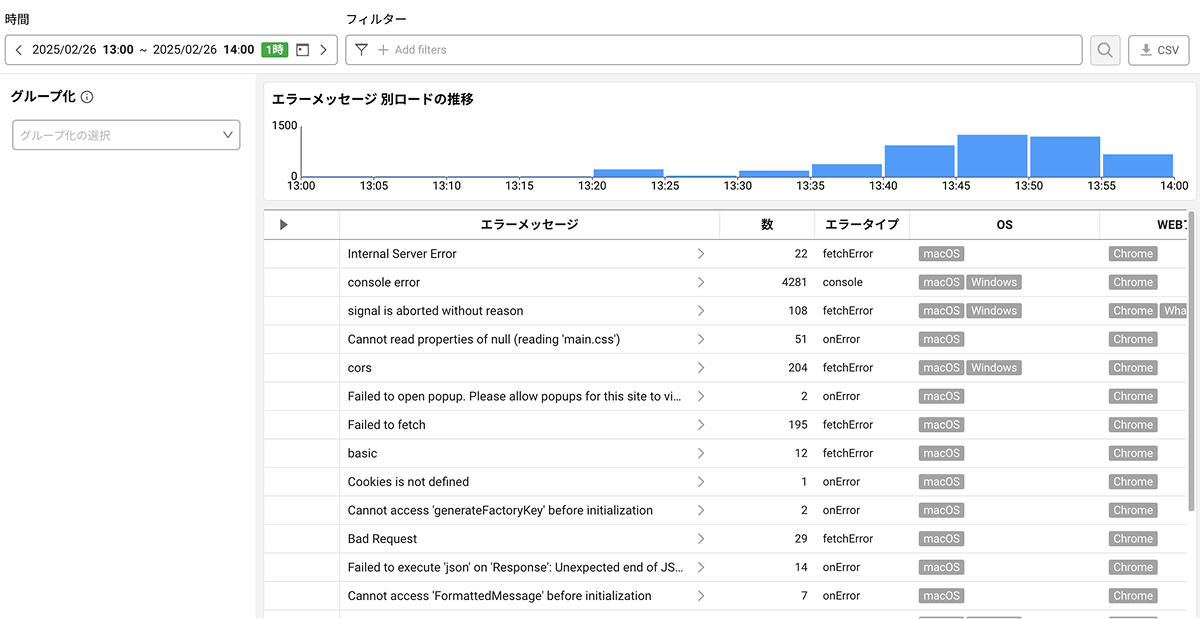 時間
フィルター
2025/02/26 13:00 ~ 2025/02/26 14:00 1時
Add filters
CSV
グループ化
グループ化の選択
エラーメッセージ 別ロードの推移
1500
0
13:00 13:05 13:10 13:15 13:20 13:25 13:30 13:35 13:40 13:45 13:50 13:55 14:00
エラーメッセージ 数 エラータイプ OS WEB
Internal Server Error 22 fetchError macOS Chrome
console error 4281 console macOS Windows Chrome
signal is aborted without reason 108 fetchError macOS Windows Chrome Wha
Cannot read properties of null (reading 'main.css') 51 onError macOS Chrome
cors 204 fetchError macOS Windows Chrome
Failed to open popup. Please allow popups for this site to vi... 2 onError macOS Chrome
Failed to fetch 195 fetchError macOS Chrome
basic 12 fetchError macOS Chrome
Cookies is not defined 1 onError macOS Chrome
Cannot access 'generateFactoryKey' before initialization 2 onError macOS Chrome
Bad Request 29 fetchError macOS Chrome
Failed to execute 'json' on 'Response': Unexpected end of JS... 14 onError macOS Chrome
Cannot access 'FormattedMessage' before initialization 7 onError macOS Chrome